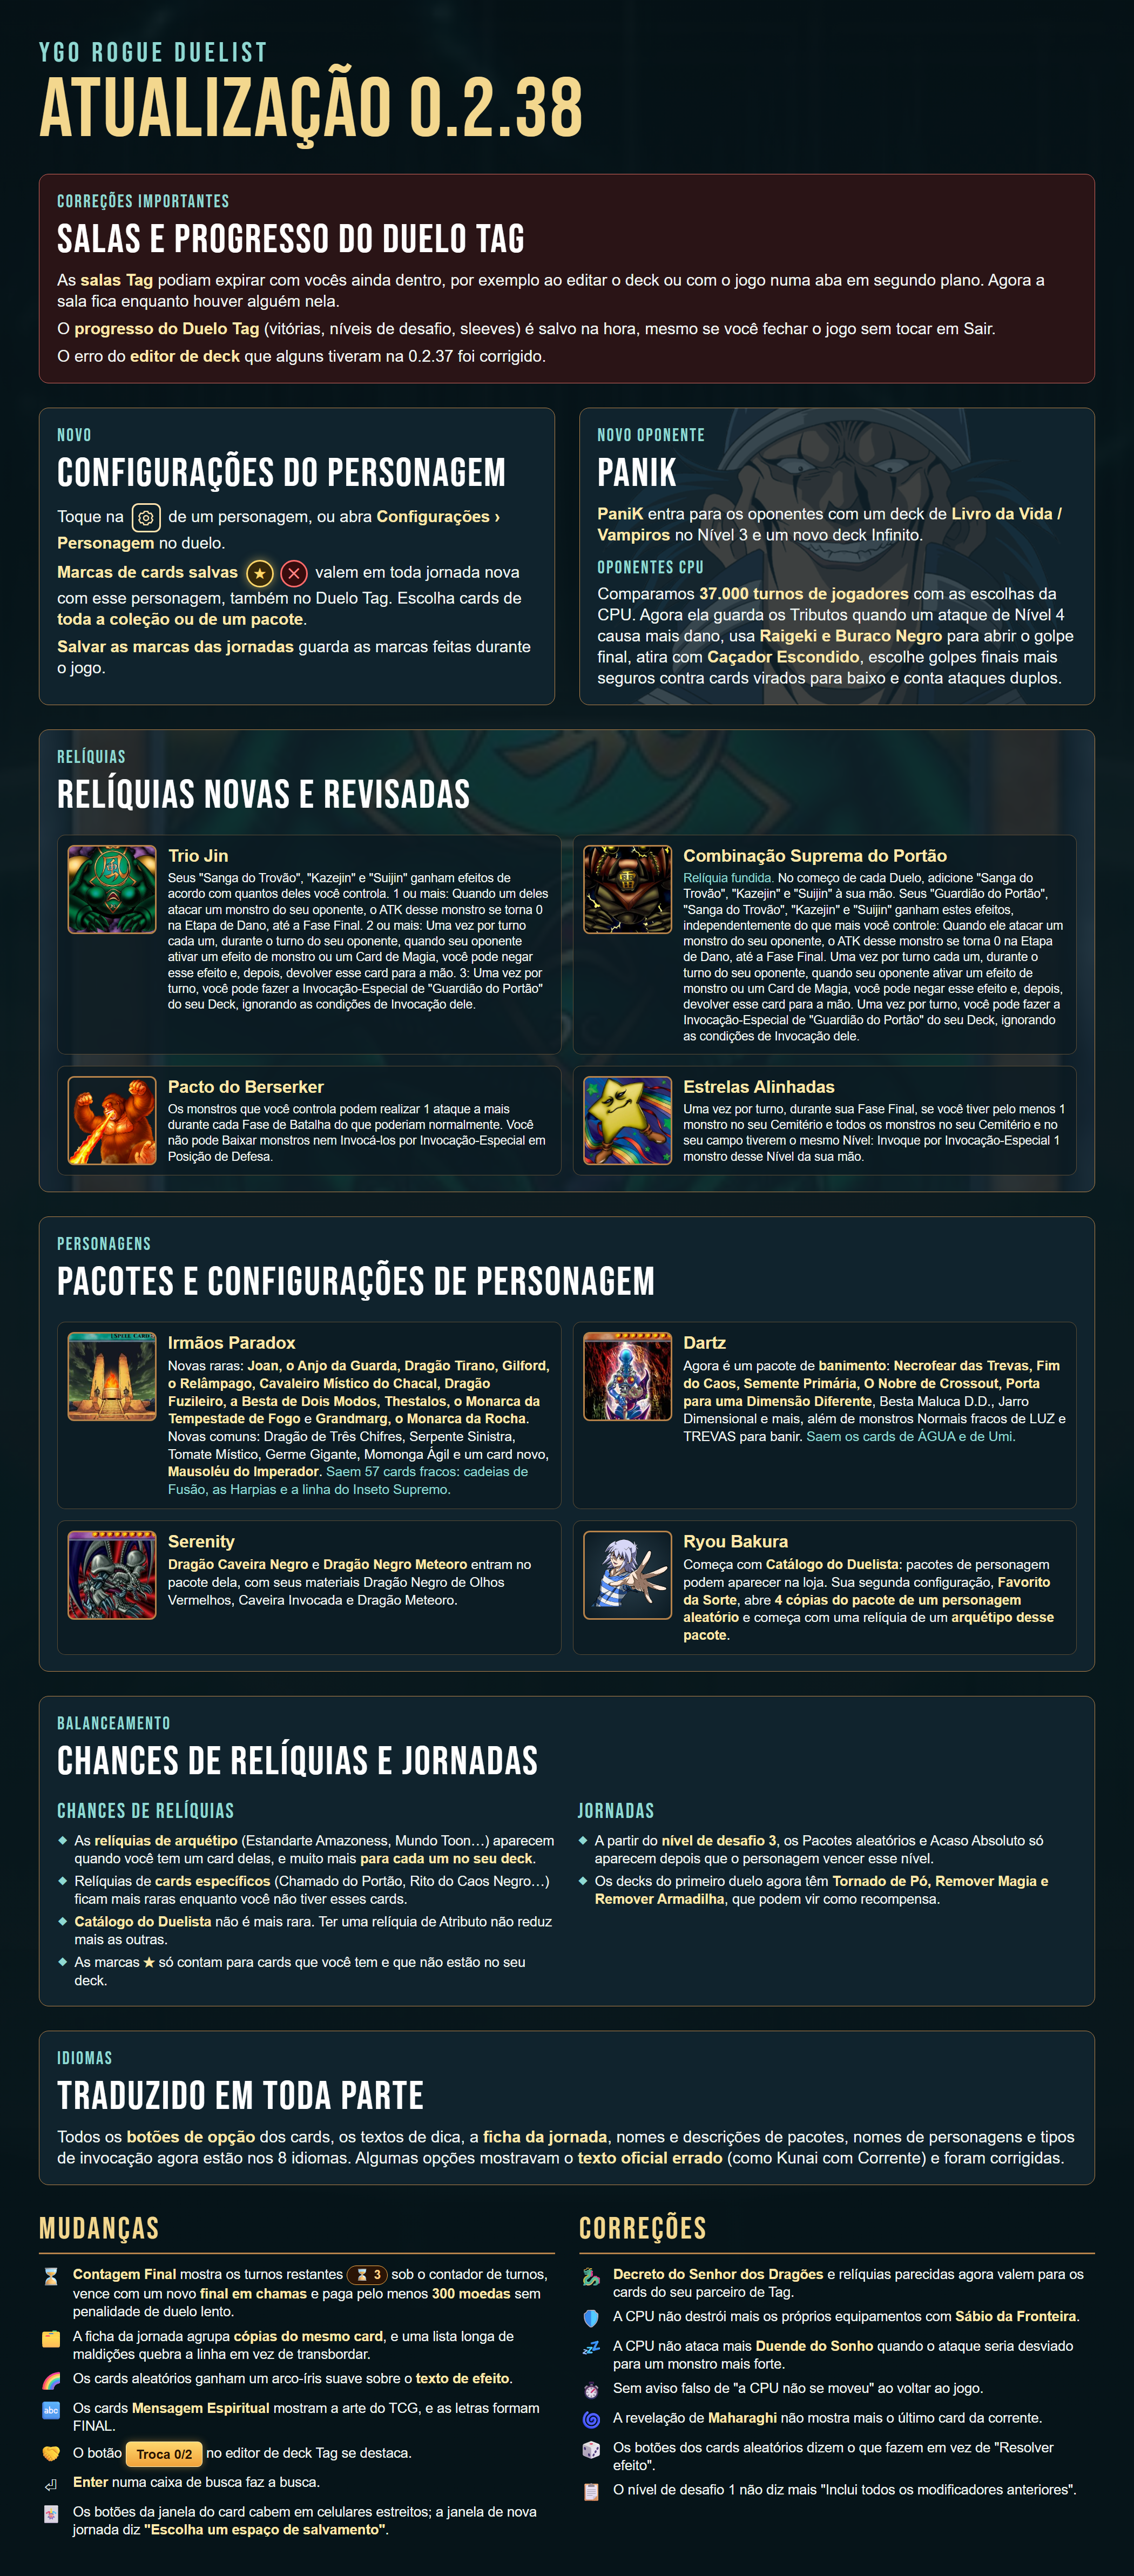 YGO ROGUE DUELIST
ATUALIZAÇÃO 0.2.38
CORREÇÕES IMPORTANTES
SALAS E PROGRESSO DO DUELO TAG
As salas Tag podiam expirar com vocês ainda dentro, por exemplo ao editar o deck ou com o jogo numa aba em segundo plano. Agora a
sala fica enquanto houver alguém nela.
O progresso do Duelo Tag (vitórias, níveis de desafio, sleeves) é salvo na hora, mesmo se você fechar o jogo sem tocar em Sair.
O erro do editor de deck que alguns tiveram na 0.2.37 foi corrigido.
NOVO
CONFIGURAÇÕES DO PERSONAGEM
Toque na de um personagem, ou abra Configurações ›
Personagem no duelo.
Marcas de cards salvas ★ ✕ valem em toda jornada nova
com esse personagem, também no Duelo Tag. Escolha cards de
toda a coleção ou de um pacote.
Salvar as marcas das jornadas guarda as marcas feitas durante
o jogo.
NOVO OPONENTE
PANIK
PaniK entra para os oponentes com um deck de Livro da Vida /
Vampiros no Nível 3 e um novo deck Infinito.
OPONENTES CPU
Comparamos 37.000 turnos de jogadores com as escolhas da
CPU. Agora ela guarda os Tributos quando um ataque de Nível 4
causa mais dano, usa Raigeki e Buraco Negro para abrir o golpe
final, atira com Caçador Escondido, escolhe golpes finais mais
seguros contra cards virados para baixo e conta ataques duplos.
RELÍQUIAS
RELÍQUIAS NOVAS E REVISADAS
Trio Jin
Seus "Sanga do Trovão", "Kazejin" e "Suijin" ganham efeitos de
acordo com quantos deles você controla. 1 ou mais: Quando um deles
atacar um monstro do seu oponente, o ATK desse monstro se torna 0
na Etapa de Dano, até a Fase Final. 2 ou mais: Uma vez por turno
cada um, durante o turno do seu oponente, quando seu oponente
ativar um efeito de monstro ou um Card de Magia, você pode negar
esse efeito e, depois, devolver esse card para a mão. 3: Uma vez por
turno, você pode fazer a Invocação-Especial de "Guardião do Portão"
do seu Deck, ignorando as condições de Invocação dele.
Combinação Suprema do Portão
Relíquia fundida. No começo de cada Duelo, adicione "Sanga do
Trovão", "Kazejin" e "Suijin" à sua mão. Seus "Guardião do Portão",
"Sanga do Trovão", "Kazejin" e "Suijin" ganham estes efeitos,
independentemente do que mais você controle: Quando ele atacar um
monstro do seu oponente, o ATK desse monstro se torna 0 na Etapa
de Dano, até a Fase Final. Uma vez por turno cada um, durante o
turno do seu oponente, quando seu oponente ativar um efeito de
monstro ou um Card de Magia, você pode negar esse efeito e, depois,
devolver esse card para a mão. Uma vez por turno, você pode fazer a
Invocação-Especial de "Guardião do Portão" do seu Deck, ignorando
as condições de Invocação dele.
Pacto do Berserker
Os monstros que você controla podem realizar 1 ataque a mais
durante cada Fase de Batalha do que poderiam normalmente. Você
não pode Baixar monstros nem Invocá-los por Invocação-Especial em
Posição de Defesa.
Estrelas Alinhadas
Uma vez por turno, durante sua Fase Final, se você tiver pelo menos 1
monstro no seu Cemitério e todos os monstros no seu Cemitério e no
seu campo tiverem o mesmo Nível: Invoque por Invocação-Especial 1
monstro desse Nível da sua mão.
PERSONAGENS
PACOTES E CONFIGURAÇÕES DE PERSONAGEM
Irmãos Paradox
Novas raras: Joan, o Anjo da Guarda, Dragão Tirano, Gilford,
o Relâmpago, Cavaleiro Místico do Chacal, Dragão
Fuzileiro, a Besta de Dois Modos, Thestalos, o Monarca da
Tempestade de Fogo e Grandmarg, o Monarca da Rocha.
Novas comuns: Dragão de Três Chifres, Serpente Sinistra,
Tomate Místico, Germe Gigante, Momonga Ágil e um card novo,
Mausoléu do Imperador. Saem 57 cards fracos: cadeias de
Fusão, as Harpias e a linha do Inseto Supremo.
Dartz
Agora é um pacote de banimento: Necrofear das Trevas, Fim
do Caos, Semente Primária, O Nobre de Crossout, Porta
para uma Dimensão Diferente, Besta Maluca D.D., Jarro
Dimensional e mais, além de monstros Normais fracos de LUZ e
TREVAS para banir. Saem os cards de ÁGUA e de Umi.
Serenity
Dragão Caveira Negro e Dragão Negro Meteoro entram no
pacote dela, com seus materiais Dragão Negro de Olhos
Vermelhos, Caveira Invocada e Dragão Meteoro.
Ryou Bakura
Começa com Catálogo do Duelista: pacotes de personagem
podem aparecer na loja. Sua segunda configuração, Favorito
da Sorte, abre 4 cópias do pacote de um personagem
aleatório e começa com uma relíquia de um arquétipo desse
pacote.
BALANCEAMENTO
CHANCES DE RELÍQUIAS E JORNADAS
CHANCES DE RELÍQUIAS
As relíquias de arquétipo (Estandarte Amazoness, Mundo Toon…) aparecem
quando você tem um card delas, e muito mais para cada um no seu deck.
Relíquias de cards específicos (Chamado do Portão, Rito do Caos Negro…)
ficam mais raras enquanto você não tiver esses cards.
Catálogo do Duelista não é mais rara. Ter uma relíquia de Atributo não reduz
mais as outras.
As marcas ★ só contam para cards que você tem e que não estão no seu
deck.
JORNADAS
A partir do nível de desafio 3, os Pacotes aleatórios e Acaso Absoluto só
aparecem depois que o personagem vencer esse nível.
Os decks do primeiro duelo agora têm Tornado de Pó, Remover Magia e
Remover Armadilha, que podem vir como recompensa.
IDIOMAS
TRADUZIDO EM TODA PARTE
Todos os botões de opção dos cards, os textos de dica, a ficha da jornada, nomes e descrições de pacotes, nomes de personagens e tipos
de invocação agora estão nos 8 idiomas. Algumas opções mostravam o texto oficial errado (como Kunai com Corrente) e foram corrigidas.
MUDANÇAS
Contagem Final mostra os turnos restantes ⌛ 3 sob o contador de turnos,
vence com um novo final em chamas e paga pelo menos 300 moedas sem
penalidade de duelo lento.
A ficha da jornada agrupa cópias do mesmo card, e uma lista longa de
maldições quebra a linha em vez de transbordar.
Os cards aleatórios ganham um arco-íris suave sobre o texto de efeito.
abc
Os cards Mensagem Espiritual mostram a arte do TCG, e as letras formam
FINAL.
O botão Troca 0/2 no editor de deck Tag se destaca.
Enter numa caixa de busca faz a busca.
Os botões da janela do card cabem em celulares estreitos; a janela de nova
jornada diz "Escolha um espaço de salvamento".
CORREÇÕES
Decreto do Senhor dos Dragões e relíquias parecidas agora valem para os
cards do seu parceiro de Tag.
A CPU não destrói mais os próprios equipamentos com Sábio da Fronteira.
A CPU não ataca mais Duende do Sonho quando o ataque seria desviado
para um monstro mais forte.
Sem aviso falso de "a CPU não se moveu" ao voltar ao jogo.
A revelação de Maharaghi não mostra mais o último card da corrente.
Os botões dos cards aleatórios dizem o que fazem em vez de "Resolver
efeito".
O nível de desafio 1 não diz mais "Inclui todos os modificadores anteriores".